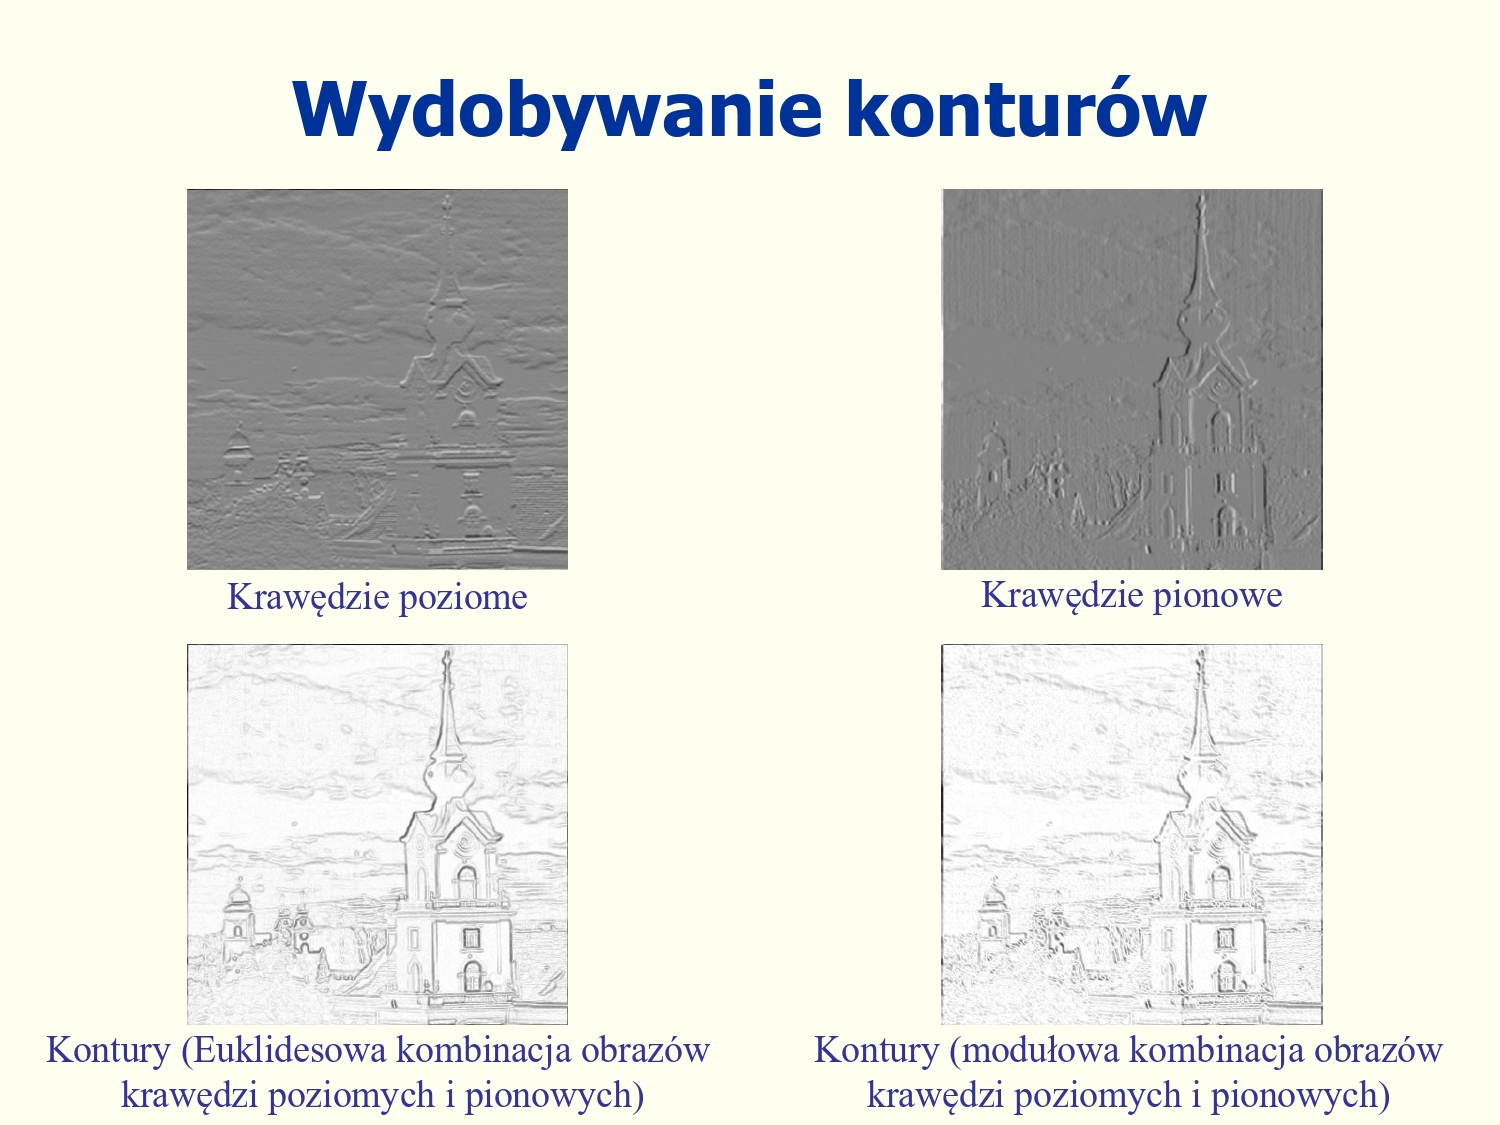 Wydobywanie konturów
Krawędzie poziome
Krawędzie pionowe
Kontury (Euklidesowa kombinacja obrazów
krawędzi poziomych i pionowych)
Kontury (modułowa kombinacja obrazów
krawędzi poziomych i pionowych)